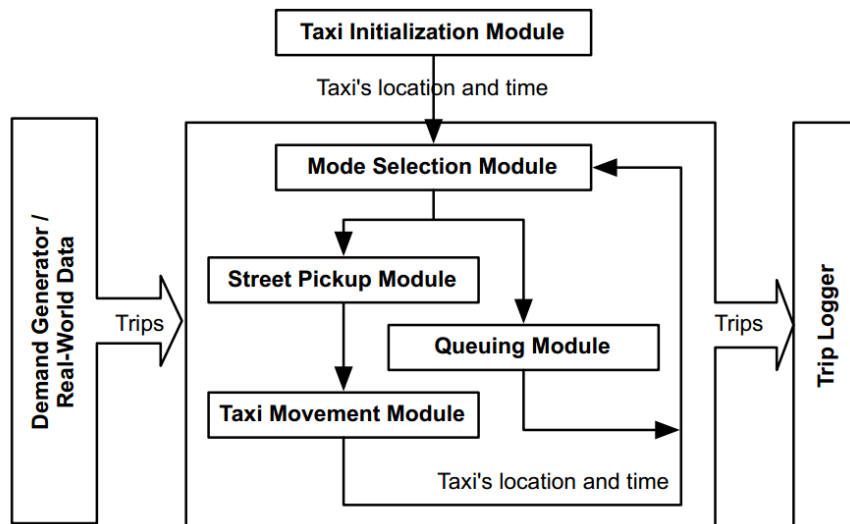 Taxi Initialization Module
Taxi's location and time
Mode Selection Module
Street Pickup Module
Queuing Module
Taxi Movement Module
Taxi's location and time
Demand Generator /
Real-World Data
Trips
Trips
Trip Logger